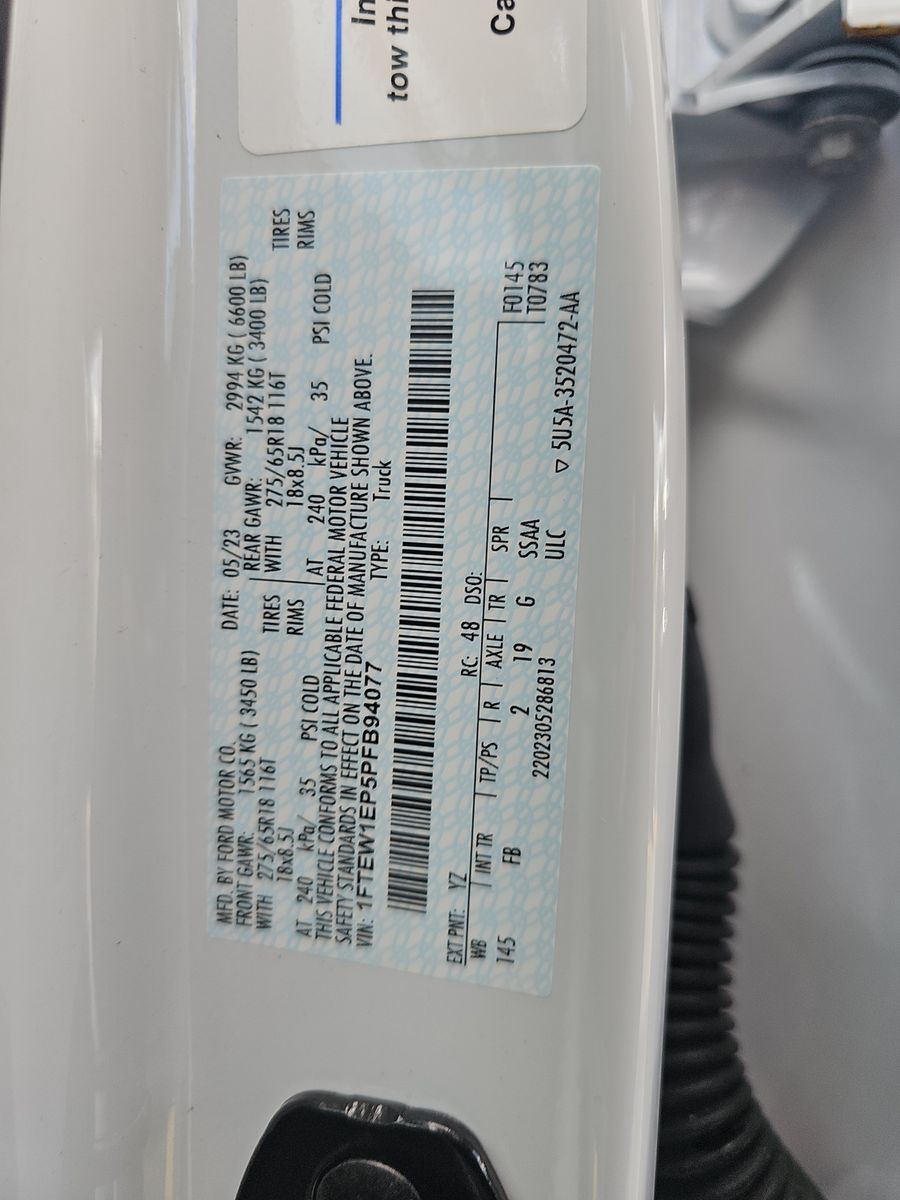 In
tow thi
Ca
MFD. BY FORD MOTOR CO.
DATE: 05/23 GVWR: 2994 KG ( 6600 LB)
FRONT GAWR: 1565 KG ( 3450 LB) REAR GAWR: 1542 KG ( 3400 LB)
WITH 275/65R18 116T TIRES WITH 275/65R18 116T TIRES
18x8.5J RIMS 18x8.5J RIMS
AT 240 kPa/ 35 PSI COLD AT 240 kPa/ 35 PSI COLD
THIS VEHICLE CONFORMS TO ALL APPLICABLE FEDERAL MOTOR VEHICLE
SAFETY STANDARDS IN EFFECT ON THE DATE OF MANUFACTURE SHOWN ABOVE.
VIN: 1FTEW1EP5PFB94077 TYPE: Truck
EXT PNT: YZ RC: 48 DSO:
WB INT TR TP/PS R AXLE TR SPR F0145
145 FB 2 19 G SSAA T0783
2202305286813 ULC
▽ 5U5A-3520472-AA